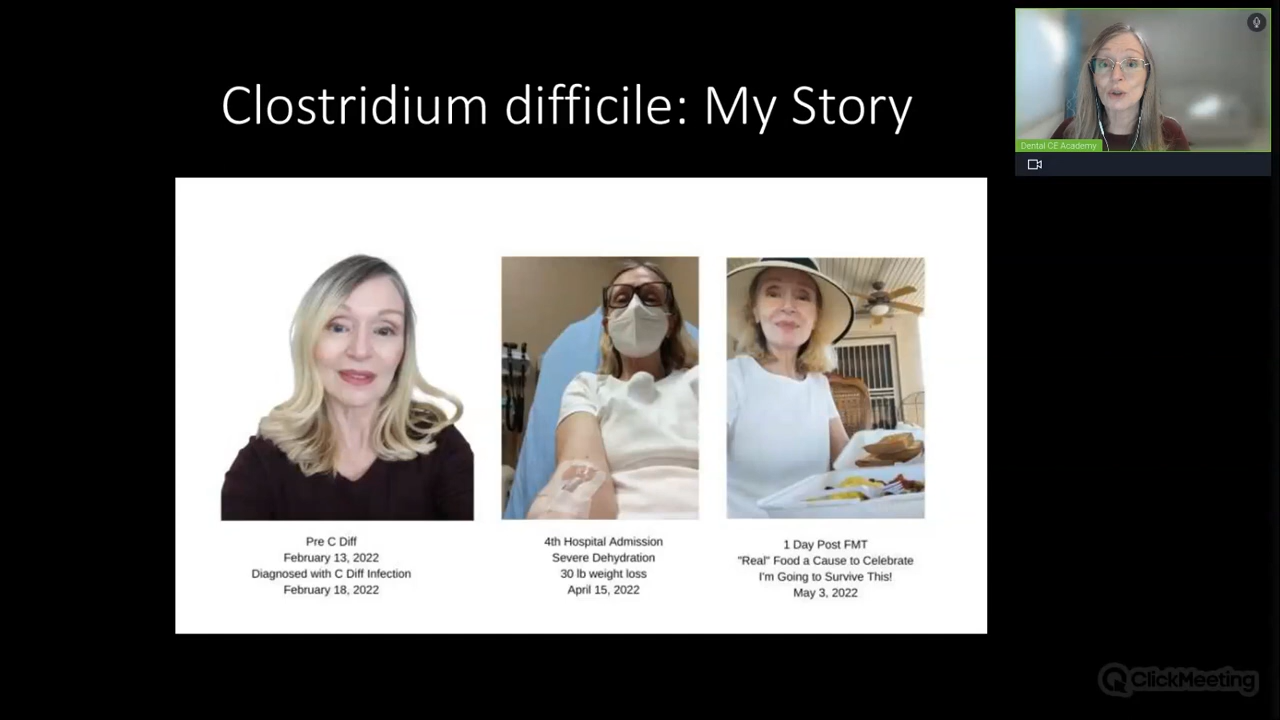 Clostridium difficile: My Story
Dental CE Academy
Pre C Diff
February 13, 2022
Diagnosed with C Diff Infection
February 18, 2022
4th Hospital Admission
Severe Dehydration
30 lb weight loss
April 15, 2022
1 Day Post FMT
"Real" Food a Cause to Celebrate
I'm Going to Survive This!
May 3, 2022
ClickMeeting